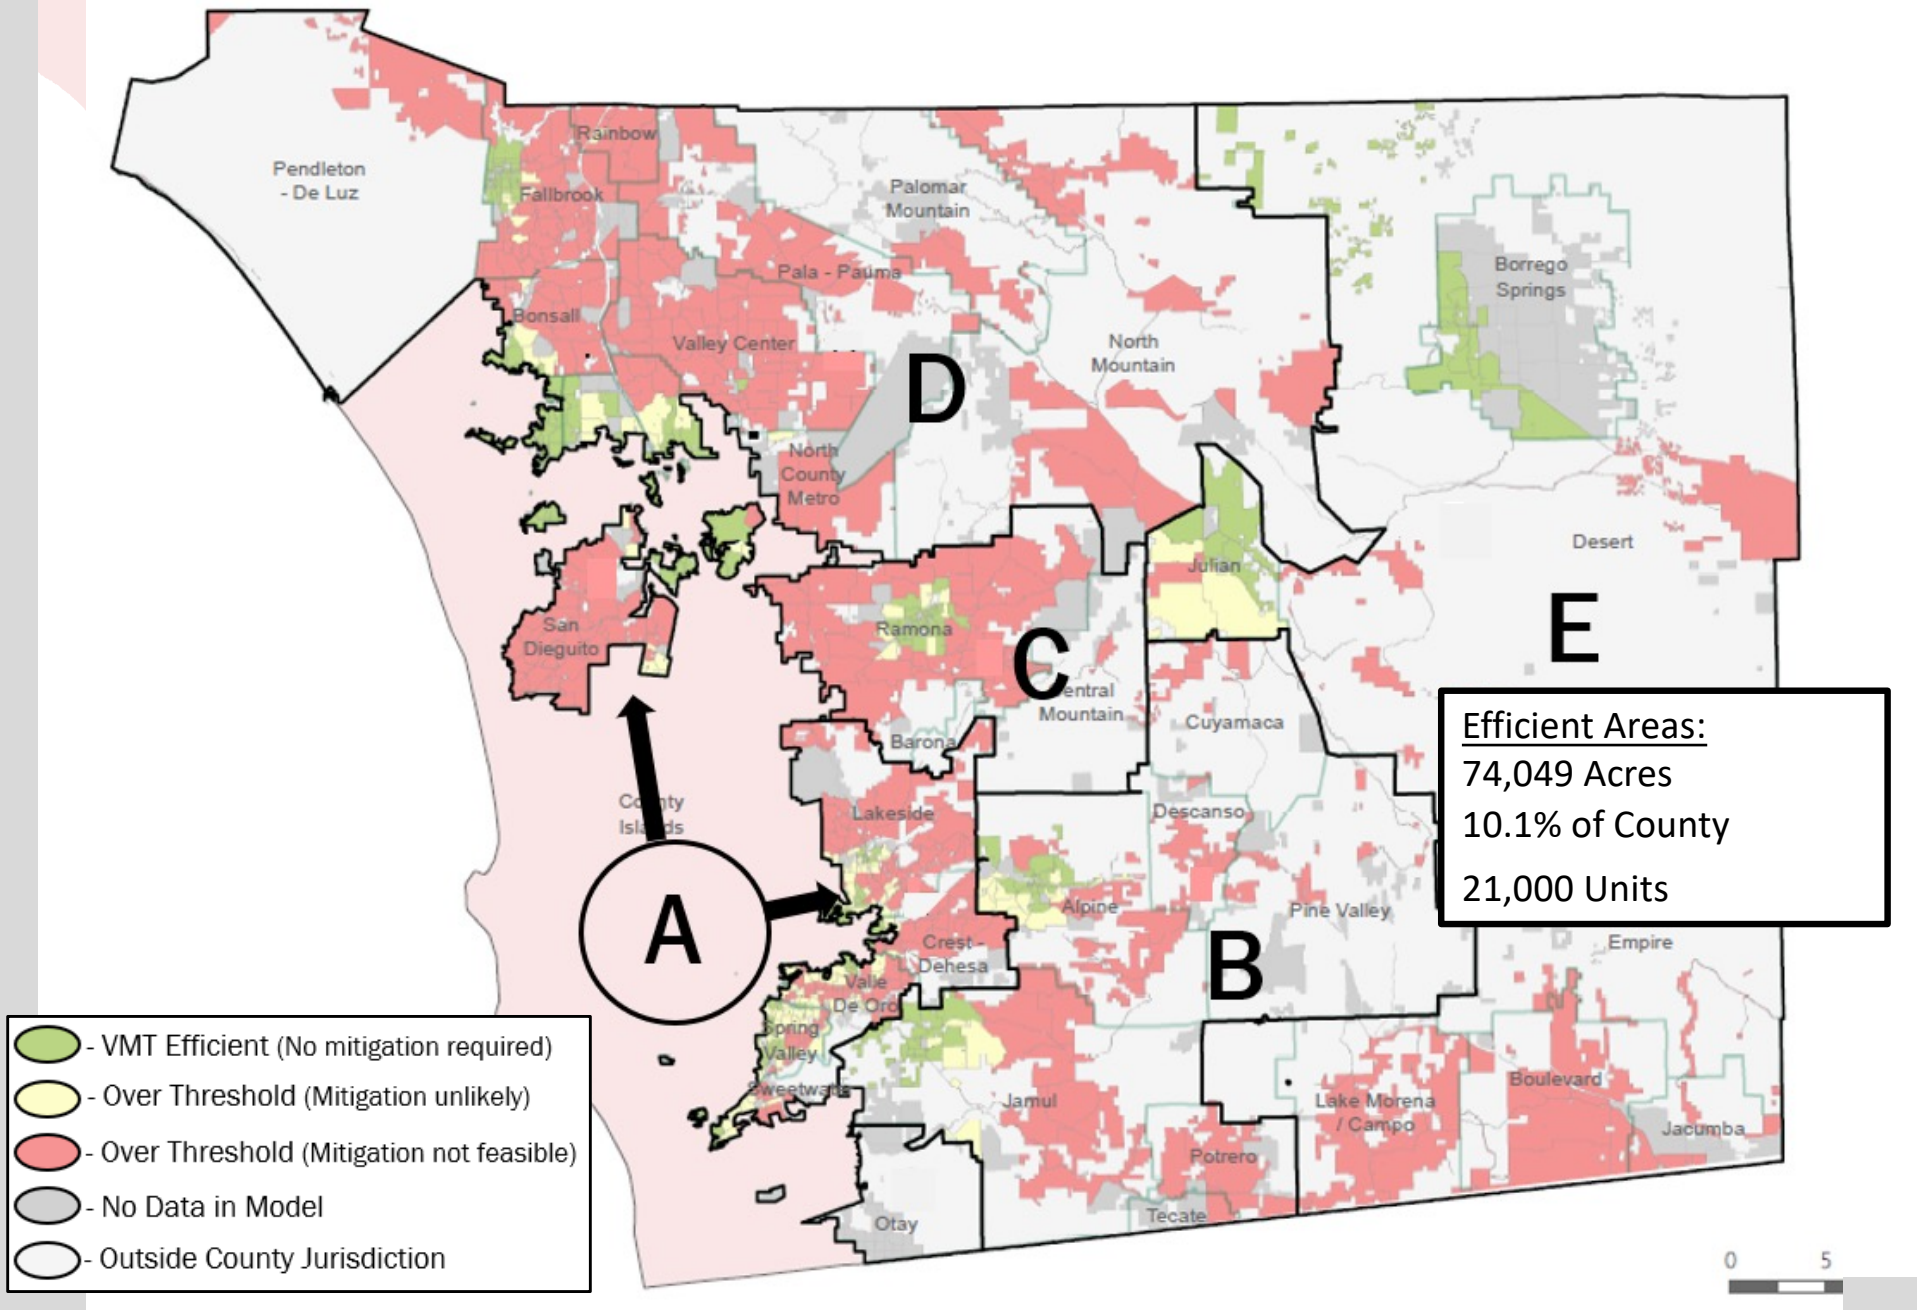 Rainbow
Pendleton
- De Luz
Fallbrook
Palomar
Mountain
Pala - Pauma
Borrego
Springs
Bonsall
Valley Center
North
Mountain
D
North
County
Metro
Desert
Julian
E
San
Dieguito
Ramona
C
Central
Mountain
Cuyamaca
Barona
Efficient Areas:
74,049 Acres
10.1% of County
21,000 Units
County
Islands
Lakeside
Descanso
A
Alpine
Pine Valley
B
Crest -
Dehesa
Empire
Valle
De Oro
Spring
Valley
Sweetwate
Jamul
Boulevard
Lake Morena
/ Campo
Jacumba
Potrero
Tecate
Otay
- VMT Efficient (No mitigation required)
- Over Threshold (Mitigation unlikely)
- Over Threshold (Mitigation not feasible)
- No Data in Model
- Outside County Jurisdiction
0 5